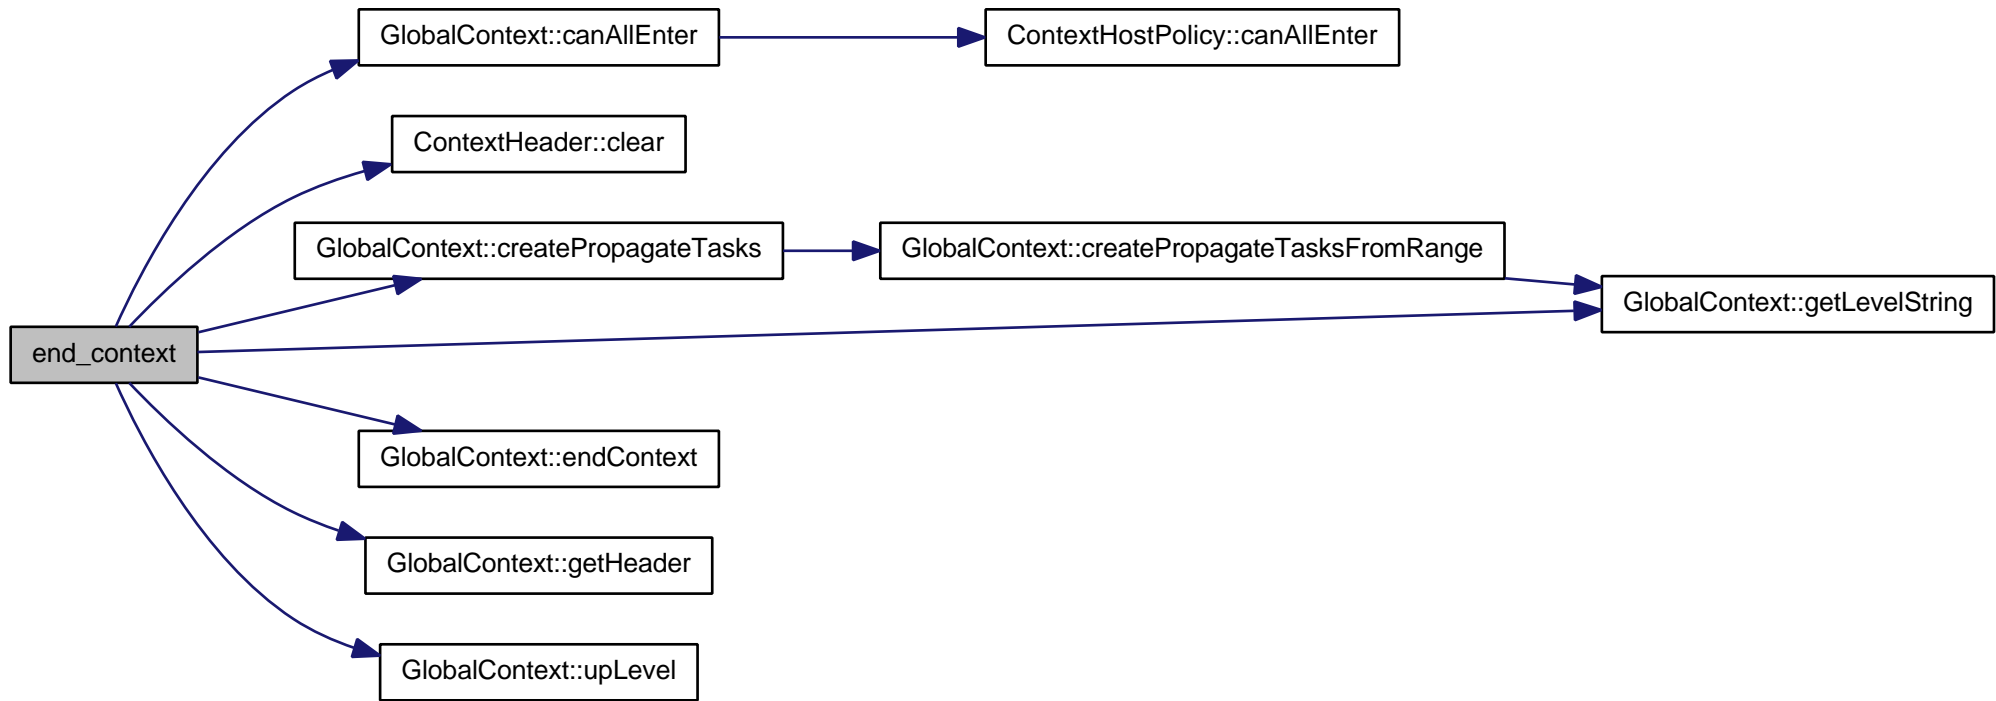 GlobalContext::canAllEnter
ContextHostPolicy::canAllEnter
ContextHeader::clear
GlobalContext::createPropagateTasks
GlobalContext::createPropagateTasksFromRange
GlobalContext::getLevelString
end_context
GlobalContext::endContext
GlobalContext::getHeader
GlobalContext::upLevel